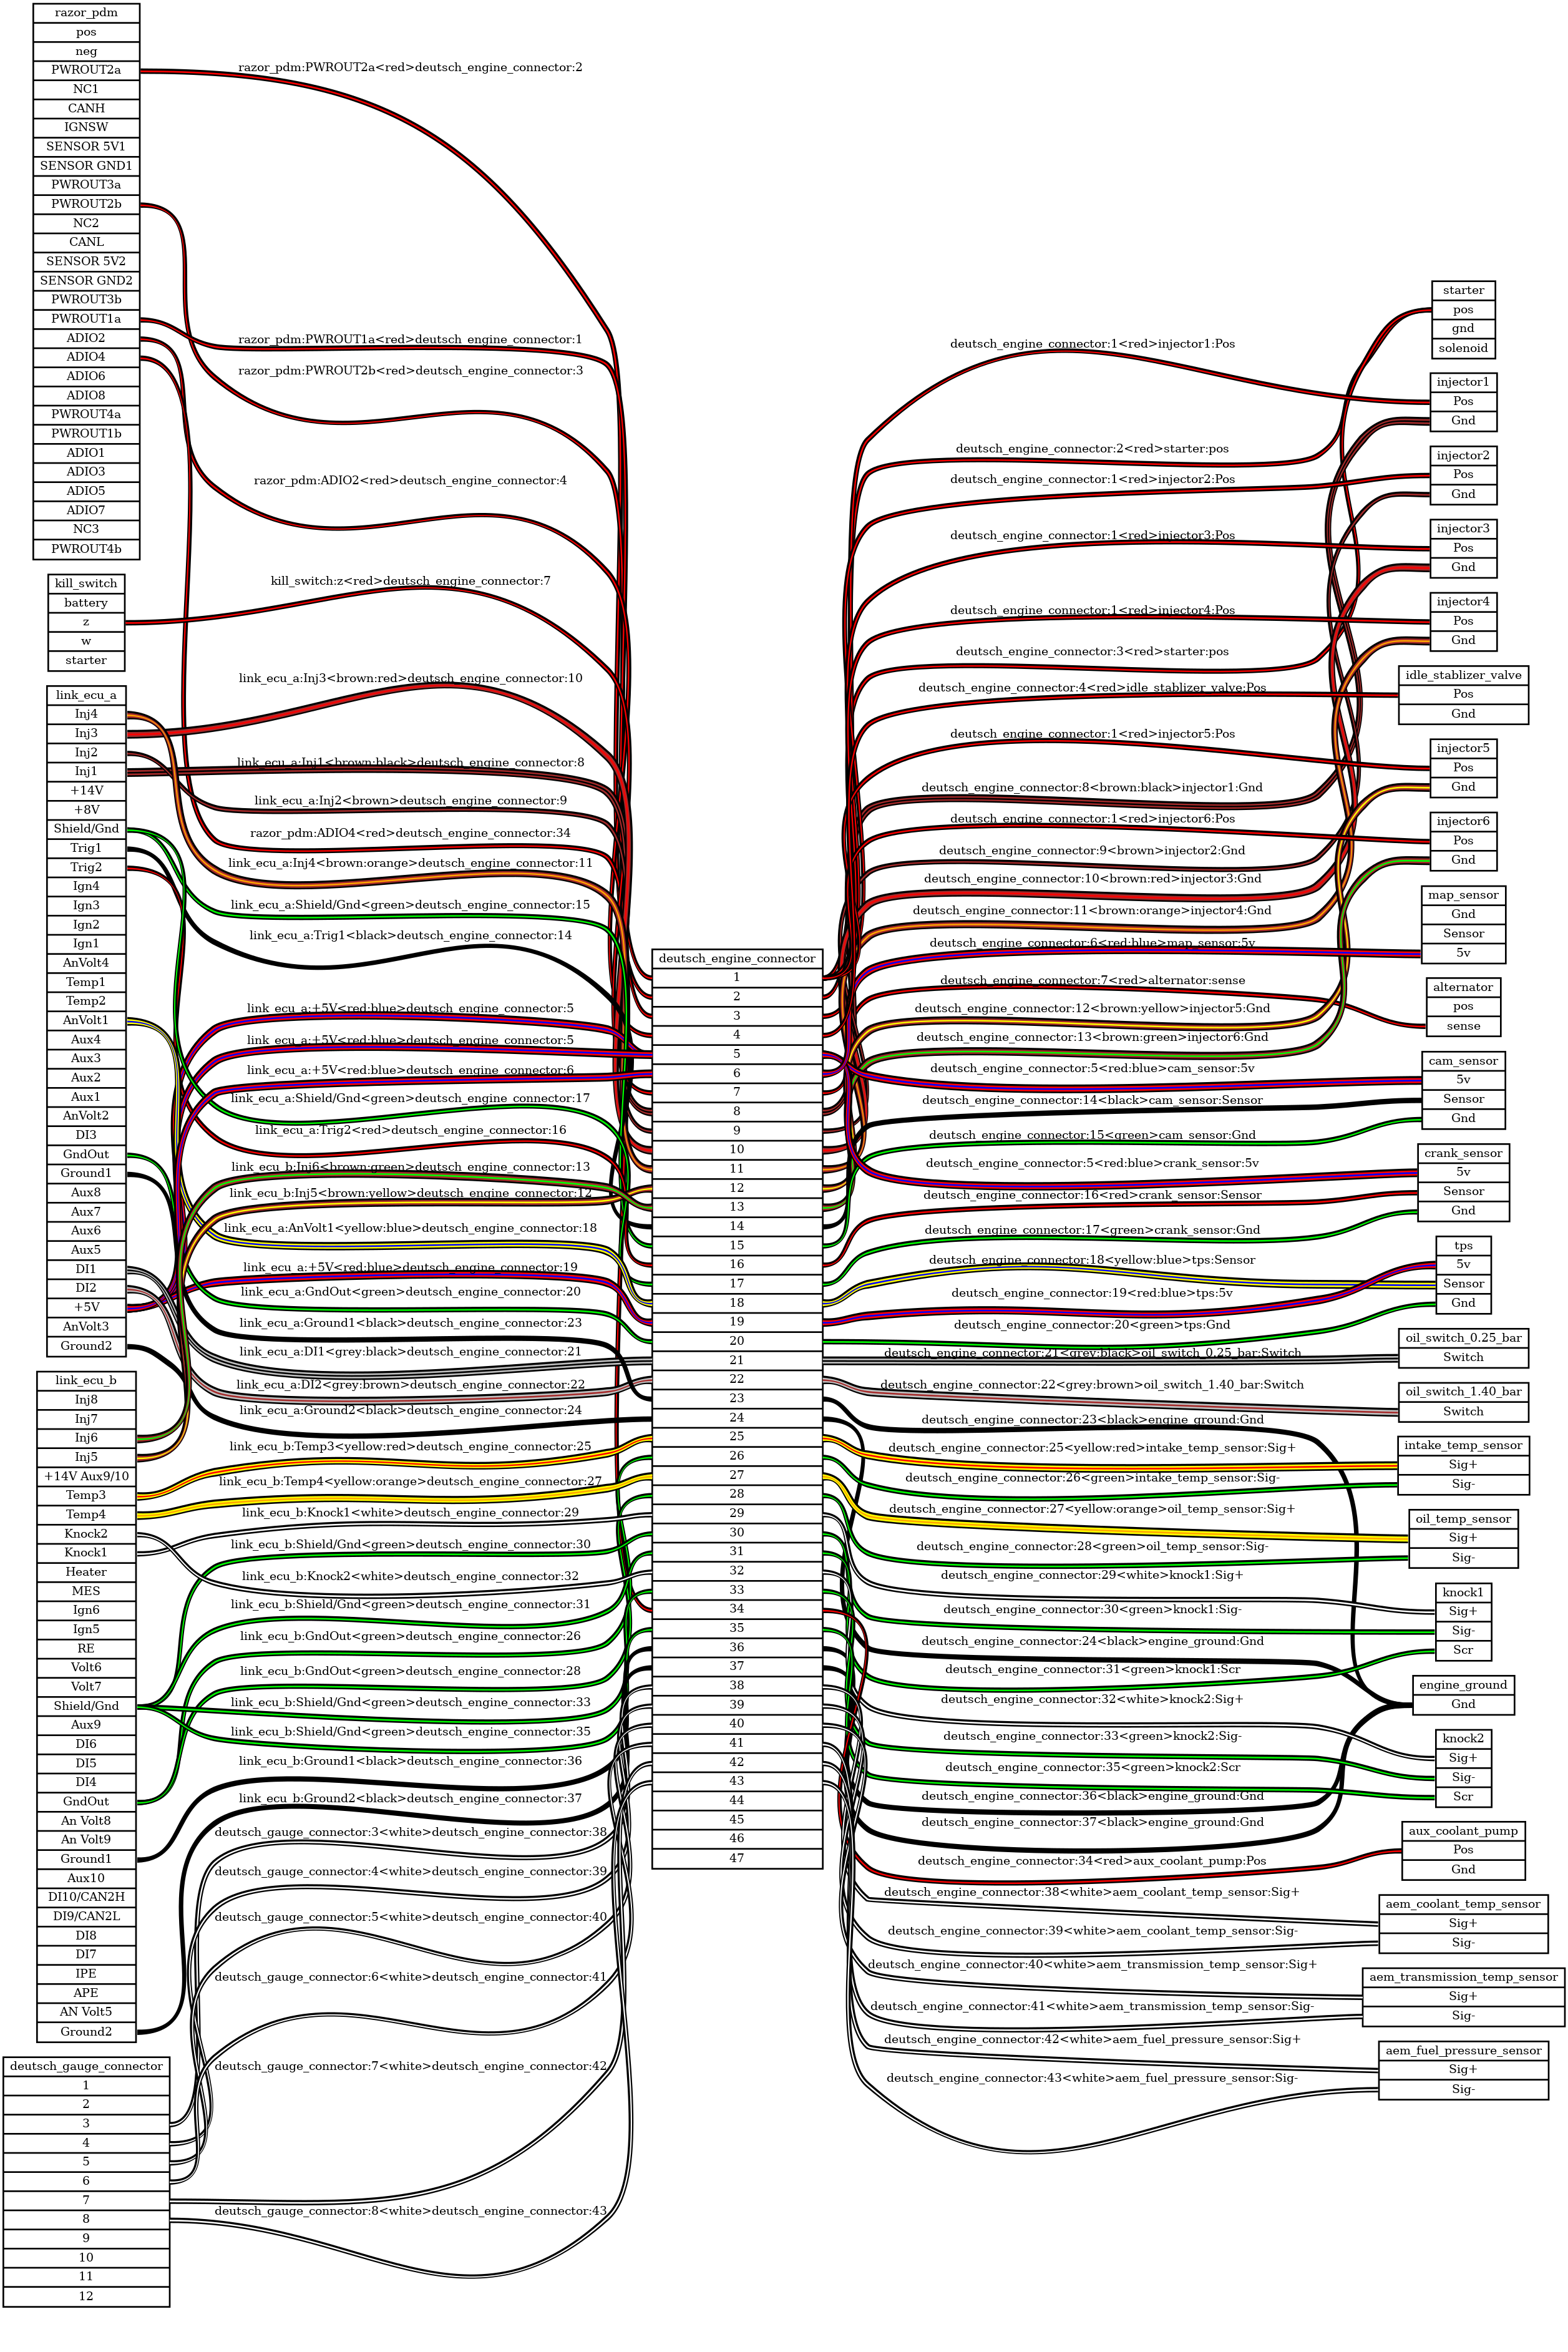 razor_pdm
pos
neg
PWROUT2a
NC1
CANH
IGNSW
SENSOR 5V1
SENSOR GND1
PWROUT3a
PWROUT2b
NC2
CANL
SENSOR 5V2
SENSOR GND2
PWROUT3b
PWROUT1a
ADIO2
ADIO4
ADIO6
ADIO8
PWROUT4a
PWROUT1b
ADIO1
ADIO3
ADIO5
ADIO7
NC3
PWROUT4b
kill_switch
battery
z
w
starter
link_ecu_a
Inj4
Inj3
Inj2
Inj1
+14V
+8V
Shield/Gnd
Trig1
Trig2
Ign4
Ign3
Ign2
Ign1
AnVolt4
Temp1
Temp2
AnVolt1
Aux4
Aux3
Aux2
Aux1
AnVolt2
DI3
GndOut
Ground1
Aux8
Aux7
Aux6
Aux5
DI1
DI2
+5V
AnVolt3
Ground2
link_ecu_b
Inj8
Inj7
Inj6
Inj5
+14V Aux9/10
Temp3
Temp4
Knock2
Knock1
Heater
MES
Ign6
Ign5
RE
Volt6
Volt7
Shield/Gnd
Aux9
DI6
DI5
DI4
GndOut
An Volt8
An Volt9
Ground1
Aux10
DI10/CAN2H
DI9/CAN2L
DI8
DI7
IPE
APE
AN Volt5
Ground2
deutsch_gauge_connector
1
2
3
4
5
6
7
8
9
10
11
12
razor_pdm:PWROUT2a<red>deutsch_engine_connector:2
razor_pdm:PWROUT1a<red>deutsch_engine_connector:1
razor_pdm:PWROUT2b<red>deutsch_engine_connector:3
razor_pdm:ADIO2<red>deutsch_engine_connector:4
kill_switch:z<red>deutsch_engine_connector:7
link_ecu_a:Inj3<brown:red>deutsch_engine_connector:10
link_ecu_a:Inj1<brown:black>deutsch_engine_connector:8
link_ecu_a:Inj2<brown>deutsch_engine_connector:9
razor_pdm:ADIO4<red>deutsch_engine_connector:34
link_ecu_a:Inj4<brown:orange>deutsch_engine_connector:11
link_ecu_a:Shield/Gnd<green>deutsch_engine_connector:15
link_ecu_a:Trig1<black>deutsch_engine_connector:14
link_ecu_a:+5V<red:blue>deutsch_engine_connector:5
link_ecu_a:+5V<red:blue>deutsch_engine_connector:5
link_ecu_a:+5V<red:blue>deutsch_engine_connector:6
link_ecu_a:Shield/Gnd<green>deutsch_engine_connector:17
link_ecu_a:Trig2<red>deutsch_engine_connector:16
link_ecu_b:Inj6<brown:green>deutsch_engine_connector:13
link_ecu_b:Inj5<brown:yellow>deutsch_engine_connector:12
link_ecu_a:AnVolt1<yellow:blue>deutsch_engine_connector:18
link_ecu_a:+5V<red:blue>deutsch_engine_connector:19
link_ecu_a:GndOut<green>deutsch_engine_connector:20
link_ecu_a:Ground1<black>deutsch_engine_connector:23
link_ecu_a:DI1<grey:black>deutsch_engine_connector:21
link_ecu_a:DI2<grey:brown>deutsch_engine_connector:22
link_ecu_a:Ground2<black>deutsch_engine_connector:24
link_ecu_b:Temp3<yellow:red>deutsch_engine_connector:25
link_ecu_b:Temp4<yellow:orange>deutsch_engine_connector:27
link_ecu_b:Knock1<white>deutsch_engine_connector:29
link_ecu_b:Shield/Gnd<green>deutsch_engine_connector:30
link_ecu_b:Knock2<white>deutsch_engine_connector:32
link_ecu_b:Shield/Gnd<green>deutsch_engine_connector:31
link_ecu_b:GndOut<green>deutsch_engine_connector:26
link_ecu_b:GndOut<green>deutsch_engine_connector:28
link_ecu_b:Shield/Gnd<green>deutsch_engine_connector:33
link_ecu_b:Shield/Gnd<green>deutsch_engine_connector:35
link_ecu_b:Ground1<black>deutsch_engine_connector:36
link_ecu_b:Ground2<black>deutsch_engine_connector:37
deutsch_gauge_connector:3<white>deutsch_engine_connector:38
deutsch_gauge_connector:4<white>deutsch_engine_connector:39
deutsch_gauge_connector:5<white>deutsch_engine_connector:40
deutsch_gauge_connector:6<white>deutsch_engine_connector:41
deutsch_gauge_connector:7<white>deutsch_engine_connector:42
deutsch_gauge_connector:8<white>deutsch_engine_connector:43
deutsch_engine_connector
1
2
3
4
5
6
7
8
9
10
11
12
13
14
15
16
17
18
19
20
21
22
23
24
25
26
27
28
29
30
31
32
33
34
35
36
37
38
39
40
41
42
43
44
45
46
47
deutsch_engine_connector:1<red>injector1:Pos
deutsch_engine_connector:2<red>starter:pos
deutsch_engine_connector:1<red>injector2:Pos
deutsch_engine_connector:1<red>injector3:Pos
deutsch_engine_connector:1<red>injector4:Pos
deutsch_engine_connector:3<red>starter:pos
deutsch_engine_connector:4<red>idle_stablizer_valve:Pos
deutsch_engine_connector:1<red>injector5:Pos
deutsch_engine_connector:8<brown:black>injector1:Gnd
deutsch_engine_connector:1<red>injector6:Pos
deutsch_engine_connector:9<brown>injector2:Gnd
deutsch_engine_connector:10<brown:red>injector3:Gnd
deutsch_engine_connector:11<brown:orange>injector4:Gnd
deutsch_engine_connector:6<red:blue>map_sensor:5v
deutsch_engine_connector:7<red>alternator:sense
deutsch_engine_connector:12<brown:yellow>injector5:Gnd
deutsch_engine_connector:13<brown:green>injector6:Gnd
deutsch_engine_connector:5<red:blue>cam_sensor:5v
deutsch_engine_connector:14<black>cam_sensor:Sensor
deutsch_engine_connector:15<green>cam_sensor:Gnd
deutsch_engine_connector:5<red:blue>crank_sensor:5v
deutsch_engine_connector:16<red>crank_sensor:Sensor
deutsch_engine_connector:17<green>crank_sensor:Gnd
deutsch_engine_connector:18<yellow:blue>tps:Sensor
deutsch_engine_connector:19<red:blue>tps:5v
deutsch_engine_connector:20<green>tps:Gnd
deutsch_engine_connector:21<grey:black>oil_switch_0.25_bar:Switch
deutsch_engine_connector:22<grey:brown>oil_switch_1.40_bar:Switch
deutsch_engine_connector:23<black>engine_ground:Gnd
deutsch_engine_connector:25<yellow:red>intake_temp_sensor:Sig+
deutsch_engine_connector:26<green>intake_temp_sensor:Sig-
deutsch_engine_connector:27<yellow:orange>oil_temp_sensor:Sig+
deutsch_engine_connector:28<green>oil_temp_sensor:Sig-
deutsch_engine_connector:29<white>knock1:Sig+
deutsch_engine_connector:30<green>knock1:Sig-
deutsch_engine_connector:24<black>engine_ground:Gnd
deutsch_engine_connector:31<green>knock1:Scr
deutsch_engine_connector:32<white>knock2:Sig+
deutsch_engine_connector:33<green>knock2:Sig-
deutsch_engine_connector:35<green>knock2:Scr
deutsch_engine_connector:36<black>engine_ground:Gnd
deutsch_engine_connector:37<black>engine_ground:Gnd
deutsch_engine_connector:34<red>aux_coolant_pump:Pos
deutsch_engine_connector:38<white>aem_coolant_temp_sensor:Sig+
deutsch_engine_connector:39<white>aem_coolant_temp_sensor:Sig-
deutsch_engine_connector:40<white>aem_transmission_temp_sensor:Sig+
deutsch_engine_connector:41<white>aem_transmission_temp_sensor:Sig-
deutsch_engine_connector:42<white>aem_fuel_pressure_sensor:Sig+
deutsch_engine_connector:43<white>aem_fuel_pressure_sensor:Sig-
starter
pos
gnd
solenoid
injector1
Pos
Gnd
injector2
Pos
Gnd
injector3
Pos
Gnd
injector4
Pos
Gnd
idle_stablizer_valve
Pos
Gnd
injector5
Pos
Gnd
injector6
Pos
Gnd
map_sensor
Gnd
Sensor
5v
alternator
pos
sense
cam_sensor
5v
Sensor
Gnd
crank_sensor
5v
Sensor
Gnd
tps
5v
Sensor
Gnd
oil_switch_0.25_bar
Switch
oil_switch_1.40_bar
Switch
intake_temp_sensor
Sig+
Sig-
oil_temp_sensor
Sig+
Sig-
knock1
Sig+
Sig-
Scr
engine_ground
Gnd
knock2
Sig+
Sig-
Scr
aux_coolant_pump
Pos
Gnd
aem_coolant_temp_sensor
Sig+
Sig-
aem_transmission_temp_sensor
Sig+
Sig-
aem_fuel_pressure_sensor
Sig+
Sig-